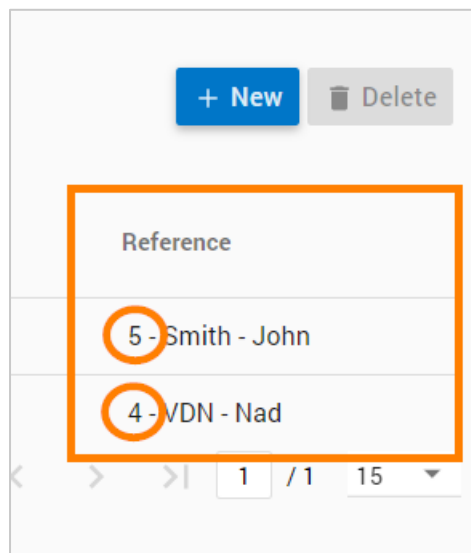 + New Delete
Reference
5 - Smith - John
4 - VDN - Nad
1 / 1 15